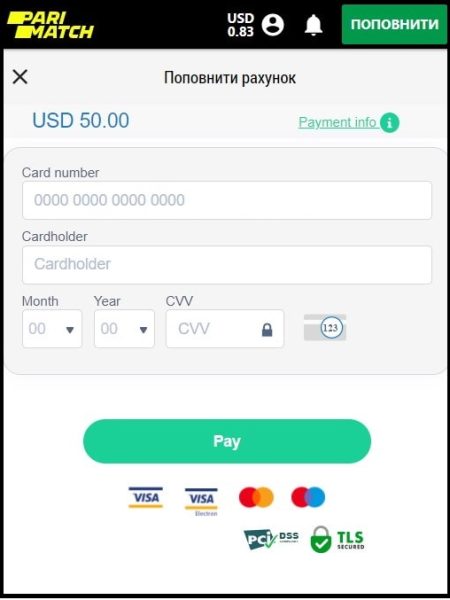 PARI MATCH
USD 0.83
ПОПОВНИТИ
Поповнити рахунок
USD 50.00
Payment info i
Card number
0000 0000 0000 0000
Cardholder
Cardholder
Month Year CVV
00 00 CVV 123
Pay
VISA VISA Electron
PCI DSS COMPLIANT TLS SECURED